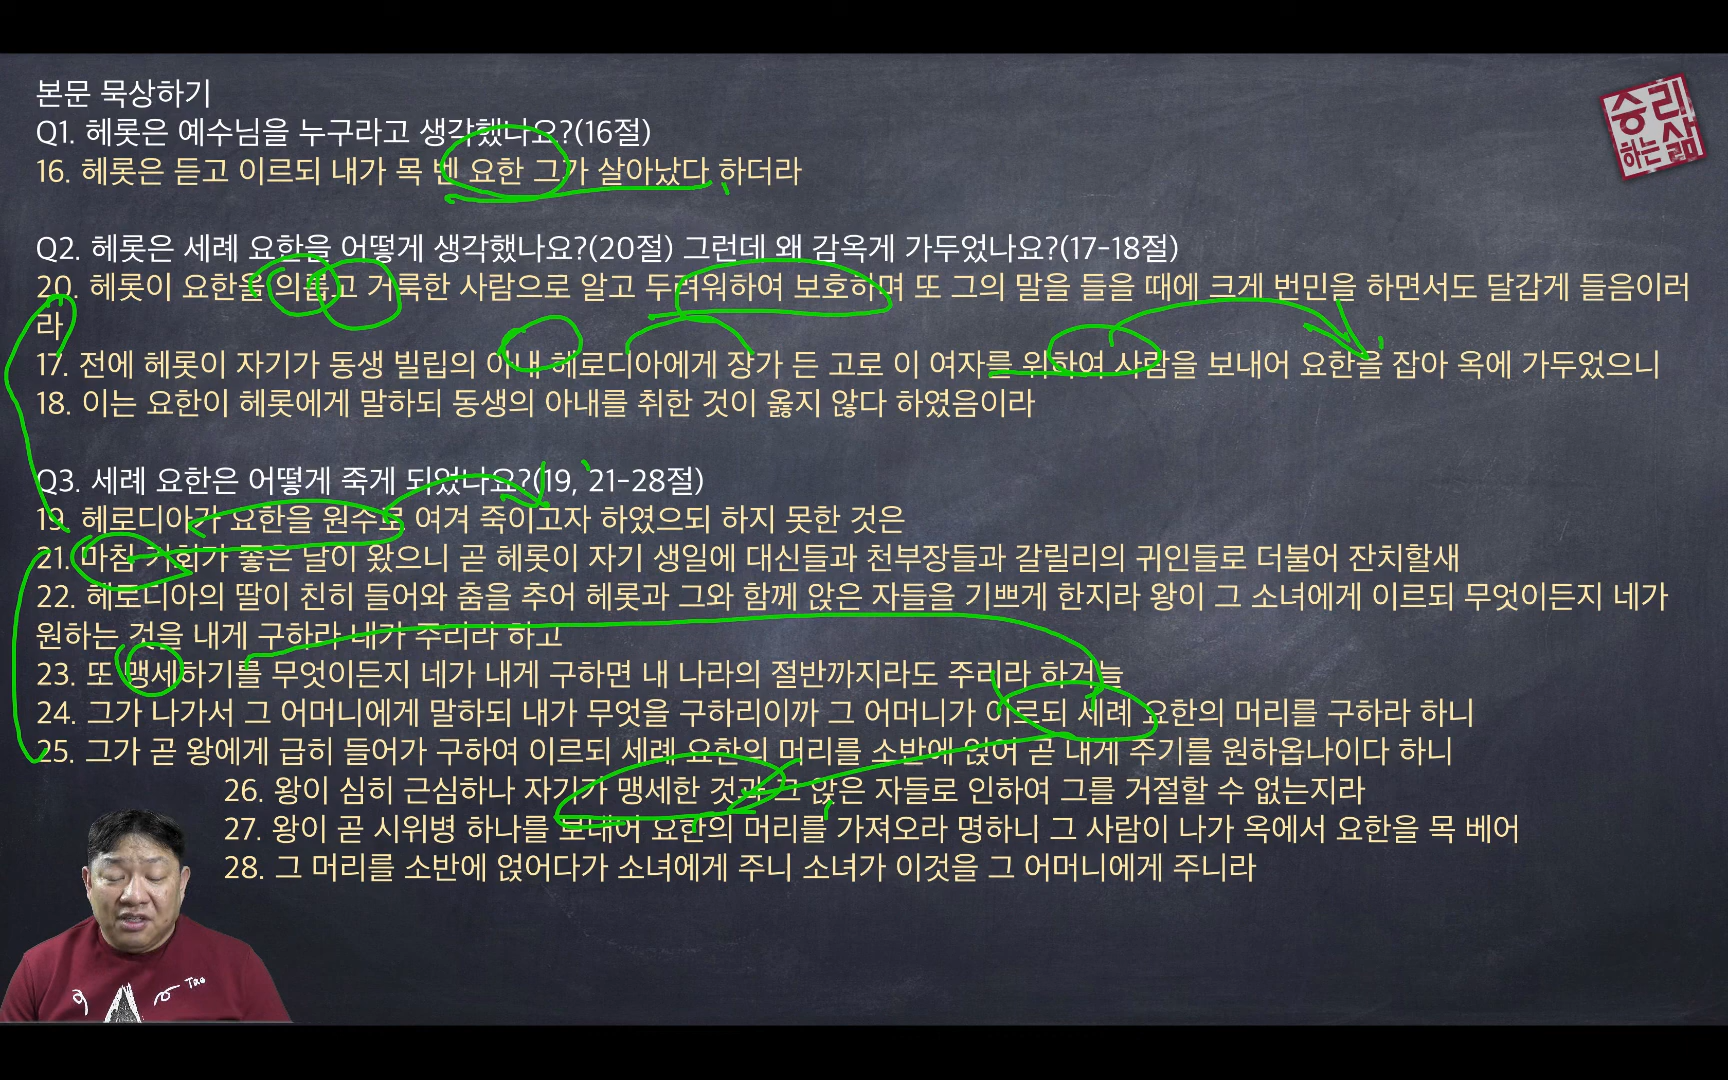 본문 묵상하기
Q1. 헤롯은 예수님을 누구라고 생각했나요?(16절)
16. 헤롯은 듣고 이르되 내가 목 벤 요한 그가 살아났다 하더라
Q2. 헤롯은 세례 요한을 어떻게 생각했나요?(20절) 그런데 왜 감옥게 가두었나요?(17-18절)
20. 헤롯이 요한을 의롭고 거룩한 사람으로 알고 두려워하여 보호하며 또 그의 말을 들을 때에 크게 번민을 하면서도 달갑게 들음이러
라
17. 전에 헤롯이 자기가 동생 빌립의 아내 헤로디아에게 장가 든 고로 이 여자를 위하여 사람을 보내어 요한을 잡아 옥에 가두었으니
18. 이는 요한이 헤롯에게 말하되 동생의 아내를 취한 것이 옳지 않다 하였음이라
Q3. 세례 요한은 어떻게 죽게 되었나요?(19, 21-28절)
19. 헤로디아가 요한을 원수로 여겨 죽이고자 하였으되 하지 못한 것은
21. 마침 기회가 좋은 날이 왔으니 곧 헤롯이 자기 생일에 대신들과 천부장들과 갈릴리의 귀인들로 더불어 잔치할새
22. 헤로디아의 딸이 친히 들어와 춤을 추어 헤롯과 그와 함께 앉은 자들을 기쁘게 한지라 왕이 그 소녀에게 이르되 무엇이든지 네가
원하는 것을 내게 구하라 내가 주리라 하고
23. 또 맹세하기를 무엇이든지 네가 내게 구하면 내 나라의 절반까지라도 주리라 하거늘
24. 그가 나가서 그 어머니에게 말하되 내가 무엇을 구하리이까 그 어머니가 이르되 세례 요한의 머리를 구하라 하니
25. 그가 곧 왕에게 급히 들어가 구하여 이르되 세례 요한의 머리를 소반에 얹어 곧 내게 주기를 원하옵나이다 하니
26. 왕이 심히 근심하나 자기가 맹세한 것과 그 앉은 자들로 인하여 그를 거절할 수 없는지라
27. 왕이 곧 시위병 하나를 보내어 요한의 머리를 가져오라 명하니 그 사람이 나가 옥에서 요한을 목 베어
28. 그 머리를 소반에 얹어다가 소녀에게 주니 소녀가 이것을 그 어머니에게 주니라
승리
하는 삶